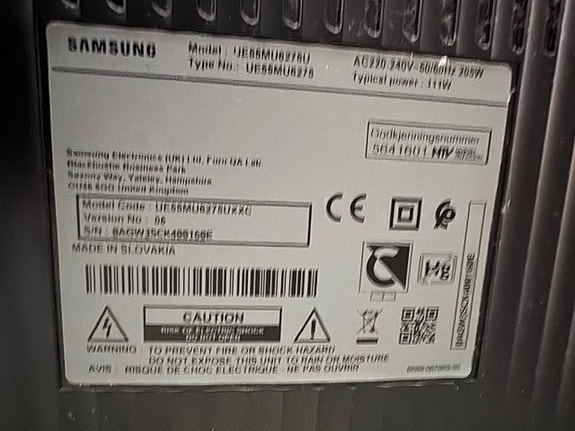 SAMSUNG
Model : UE55MU6275U
Type No : UE55MU6275
AC220-240V~50/60Hz 205W
Typical power : 111W
Godkjenningsnummer
5641601 MTV
Samsung Electronics (UK) Ltd, Euro QA Lab.
Blackbushe Business Park
Saxony Way, Yateley, Hampshire
GU46 6GG United Kingdom
Model Code : UE55MU6275UXXC
Version No : 05
S/N :
MADE IN SLOVAKIA
CE
CAUTION
RISK OF ELECTRIC SHOCK
DO NOT OPEN
WARNING : TO PREVENT FIRE OR SHOCK HAZARD
DO NOT EXPOSE THIS UNIT TO RAIN OR MOISTURE
AVIS : RISQUE DE CHOC ELECTRIQUE - NE PAS OUVRIR